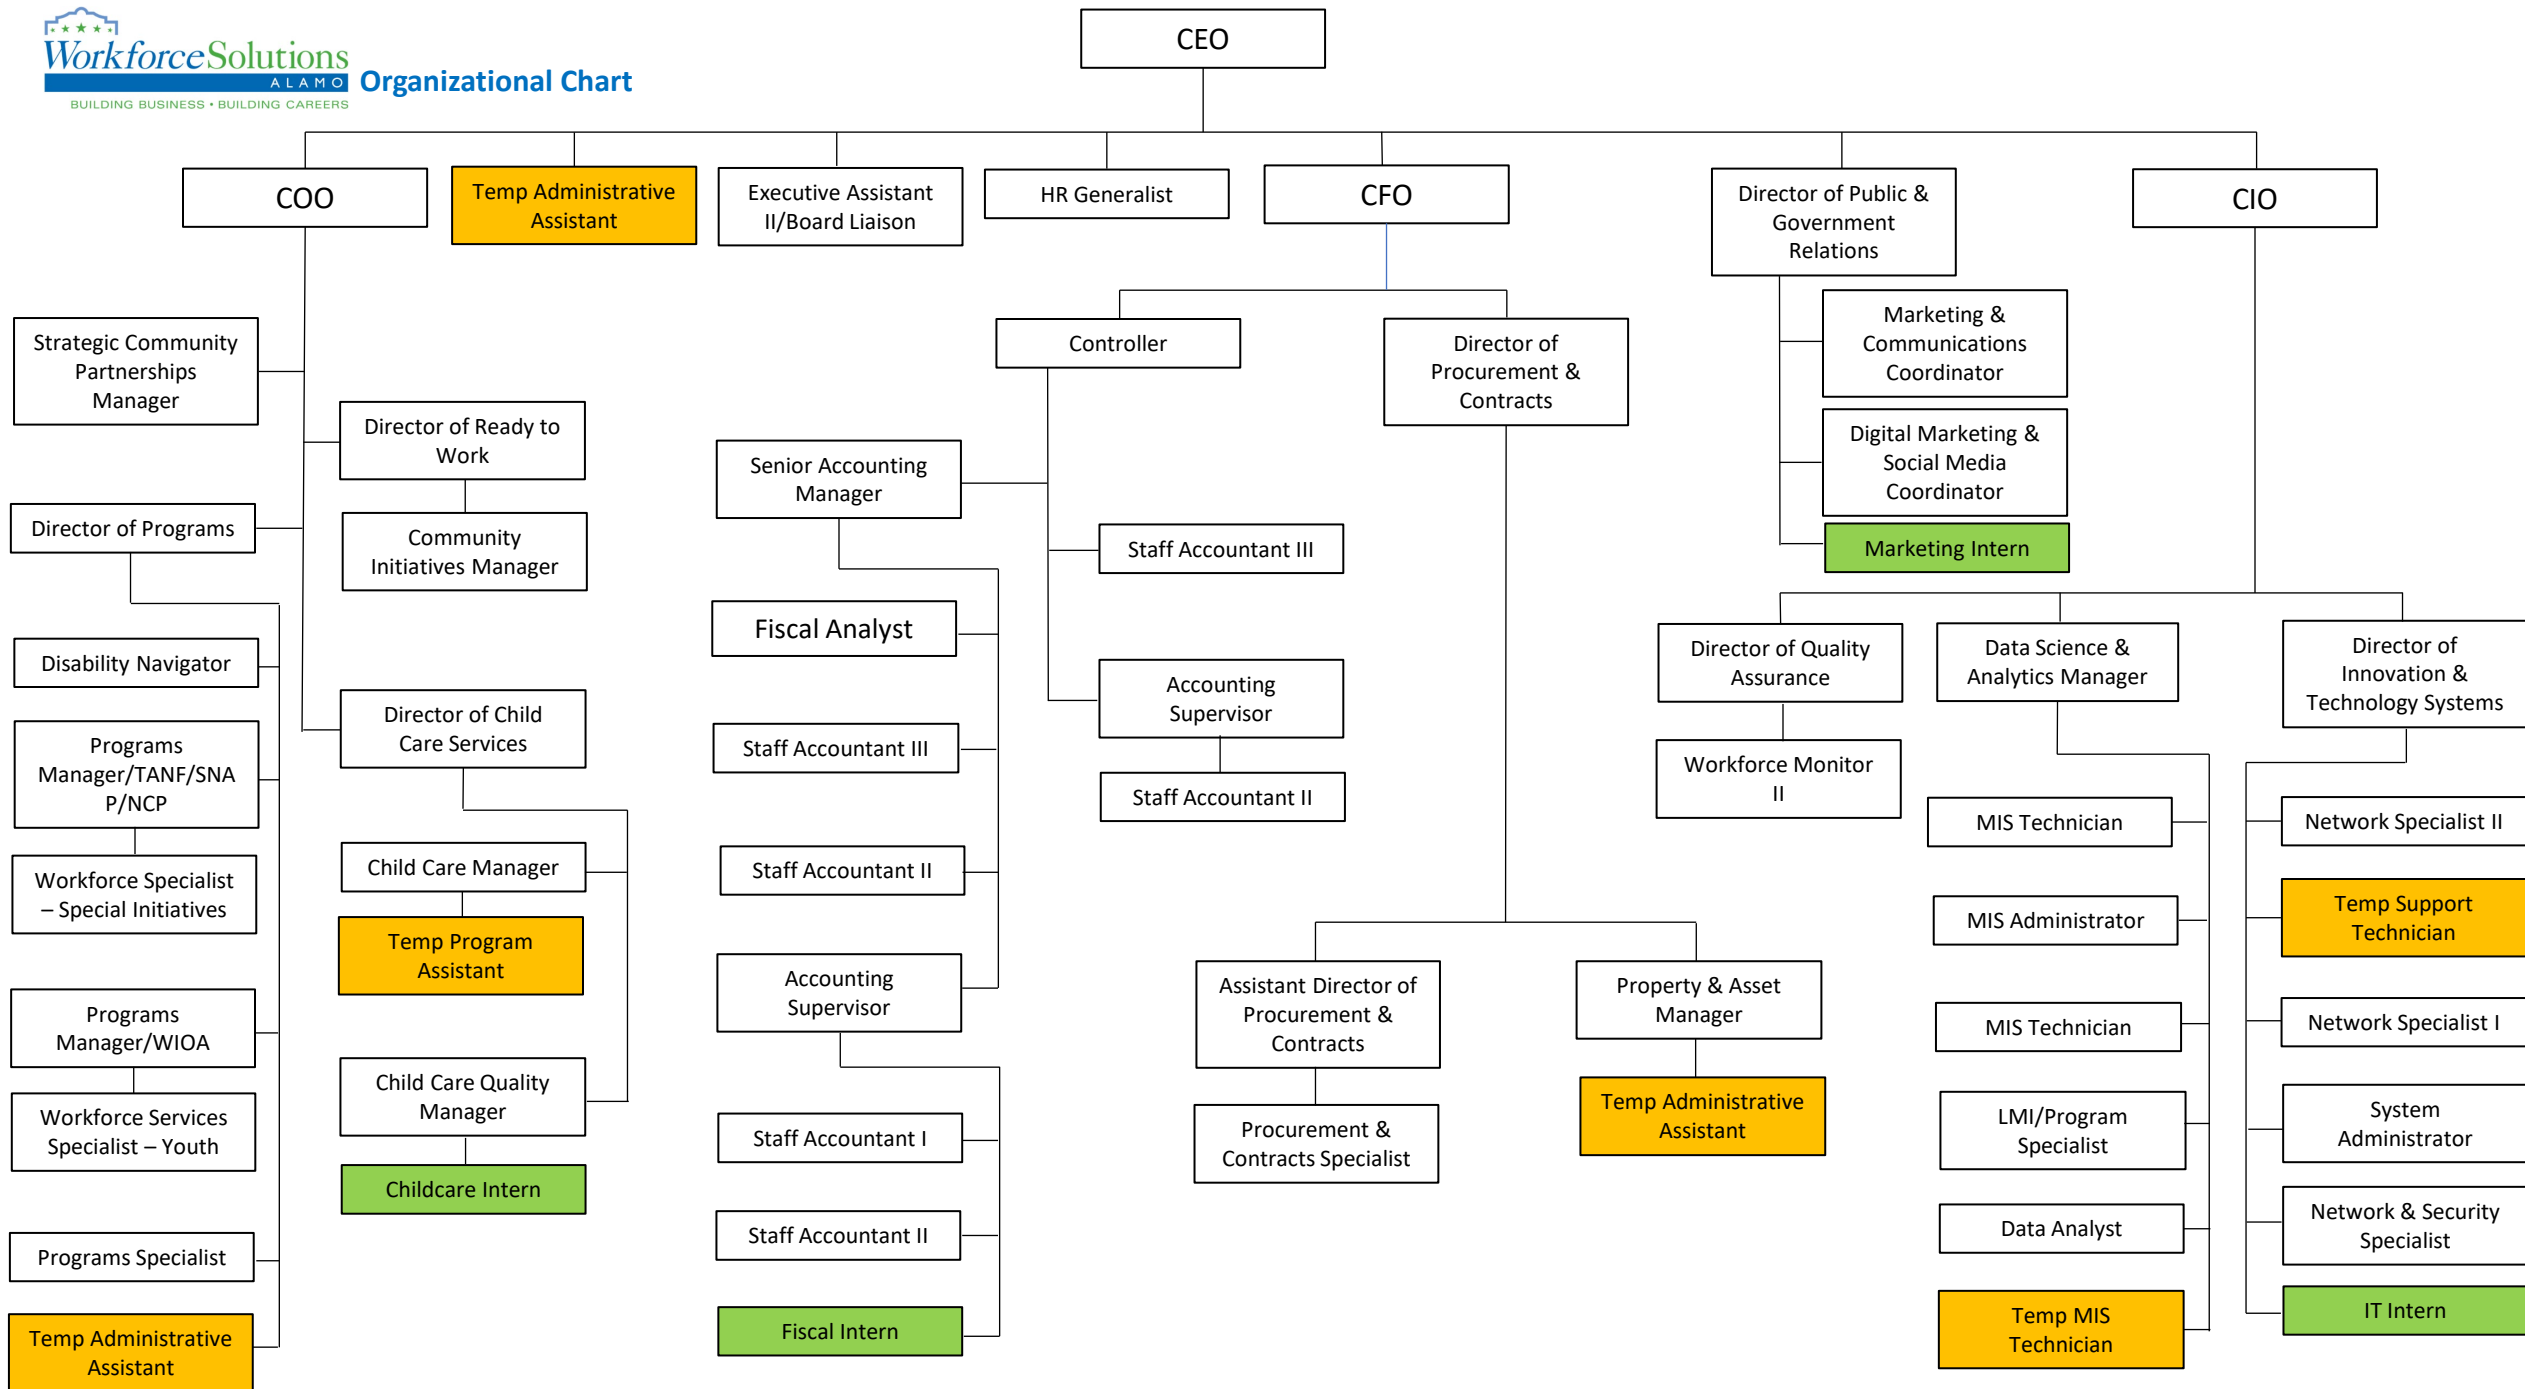 WorkforceSolutions
ALAMO
BUILDING BUSINESS • BUILDING CAREERS
Organizational Chart
CEO
COO
Temp Administrative
Assistant
Executive Assistant
II/Board Liaison
HR Generalist
CFO
Director of Public &
Government
Relations
CIO
Strategic Community
Partnerships
Manager
Director of Ready to
Work
Community
Initiatives Manager
Director of Programs
Disability Navigator
Programs
Manager/TANF/SNA
P/NCP
Workforce Specialist
– Special Initiatives
Programs
Manager/WIOA
Workforce Services
Specialist – Youth
Programs Specialist
Temp Administrative
Assistant
Director of Child
Care Services
Child Care Manager
Temp Program
Assistant
Child Care Quality
Manager
Childcare Intern
Controller
Senior Accounting
Manager
Fiscal Analyst
Staff Accountant III
Staff Accountant II
Accounting
Supervisor
Staff Accountant I
Staff Accountant II
Fiscal Intern
Staff Accountant III
Accounting
Supervisor
Staff Accountant II
Director of
Procurement &
Contracts
Assistant Director of
Procurement &
Contracts
Procurement &
Contracts Specialist
Property & Asset
Manager
Temp Administrative
Assistant
Marketing &
Communications
Coordinator
Digital Marketing &
Social Media
Coordinator
Marketing Intern
Director of Quality
Assurance
Workforce Monitor
II
Data Science &
Analytics Manager
MIS Technician
MIS Administrator
MIS Technician
LMI/Program
Specialist
Data Analyst
Temp MIS
Technician
Director of
Innovation &
Technology Systems
Network Specialist II
Temp Support
Technician
Network Specialist I
System
Administrator
Network & Security
Specialist
IT Intern